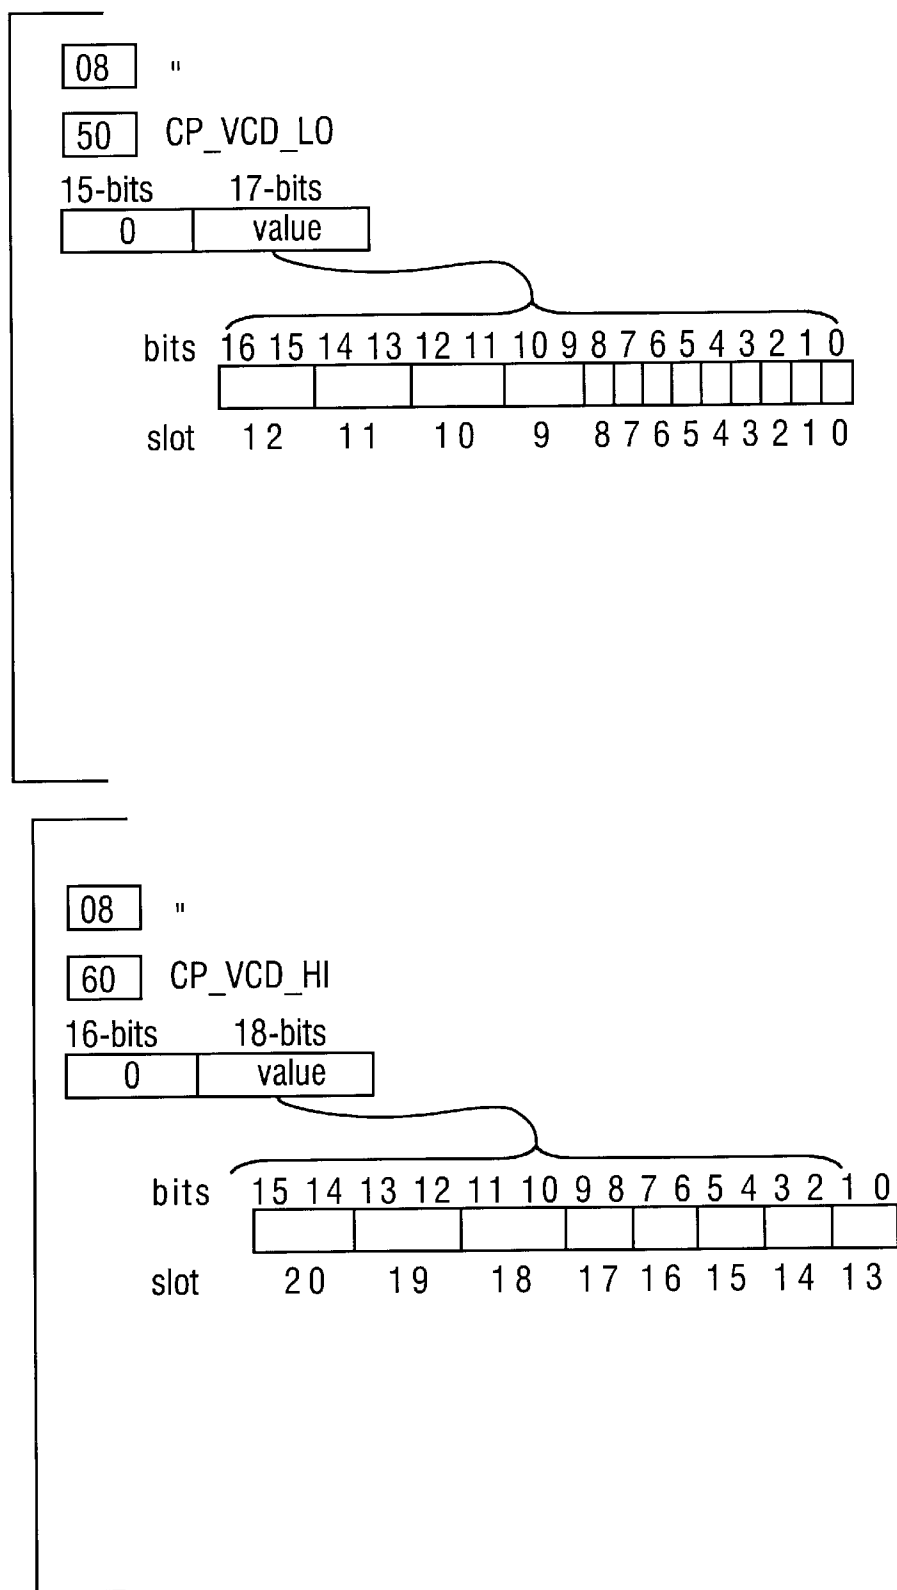 08 "
50 CP_VCD_LO
15-bits 17-bits
0 value
bits 16 15 14 13 12 11 10 9 8 7 6 5 4 3 2 1 0
slot 12 11 10 9 8 7 6 5 4 3 2 1 0
08 "
60 CP_VCD_HI
16-bits 18-bits
0 value
bits 15 14 13 12 11 10 9 8 7 6 5 4 3 2 1 0
slot 20 19 18 17 16 15 14 13